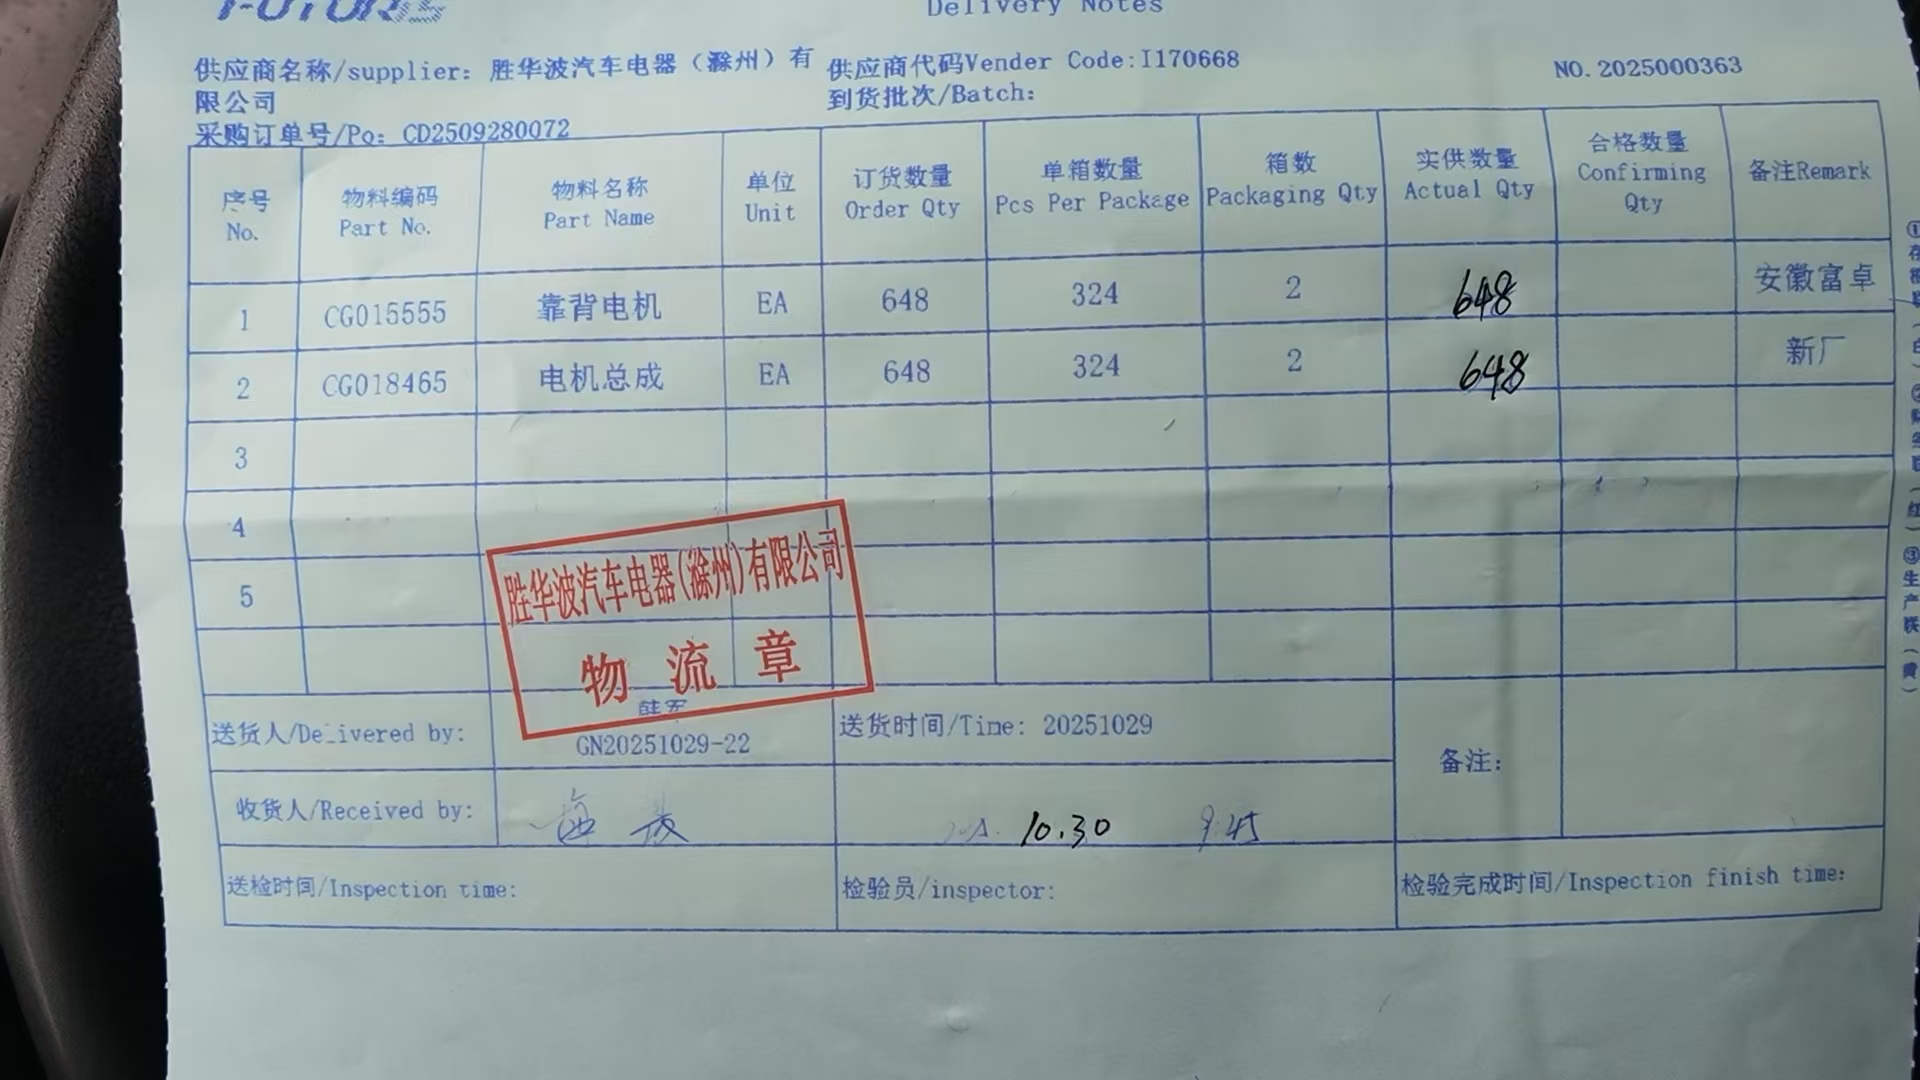 Delivery Notes
供应商名称/supplier: 胜华波汽车电器（滁州）有限公司
供应商代码Vender Code:I170668
NO.2025000363
到货批次/Batch:
采购订单号/Po: CD2509280072
序号 No. 物料编码 Part No. 物料名称 Part Name 单位 Unit 订货数量 Order Qty 单箱数量 Pcs Per Package 箱数 Packaging Qty 实供数量 Actual Qty 合格数量 Confirming Qty 备注Remark
1 CG015555 靠背电机 EA 648 324 2 648 安徽富卓
2 CG018465 电机总成 EA 648 324 2 648 新厂
3
4
5
胜华波汽车电器(滁州)有限公司
物流章
送货人/Delivered by: GN20251029-22 送货时间/Time: 20251029 备注:
收货人/Received by: 10.30 9:45
送检时间/Inspection time: 检验员/inspector: 检验完成时间/Inspection finish time: